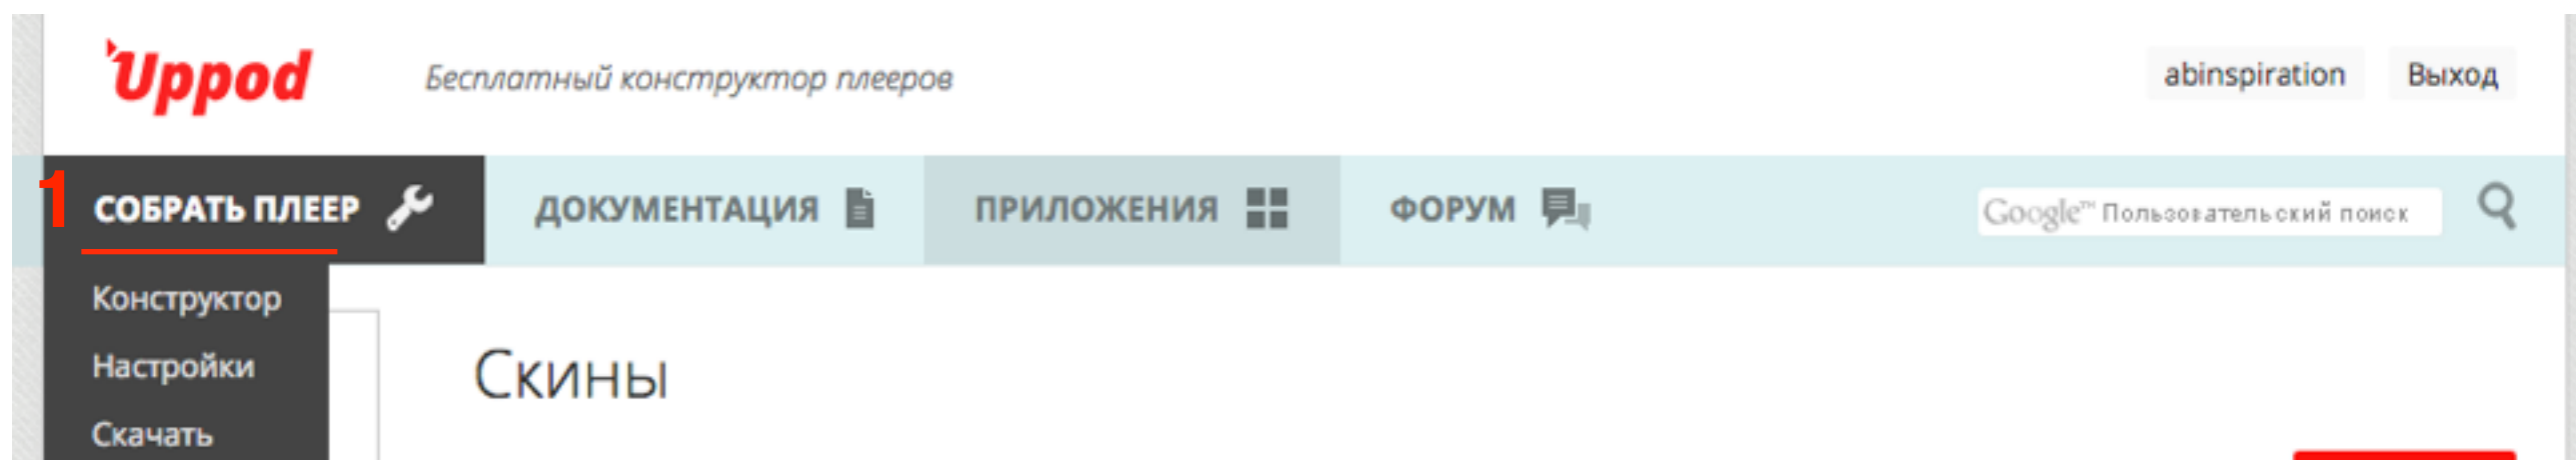 Uppod
Бесплатный конструктор плееров
abinspiration Выход
1 СОБРАТЬ ПЛЕЕР ДОКУМЕНТАЦИЯ ПРИЛОЖЕНИЯ ФОРУМ Google™ Пользовательский поиск
Конструктор
Настройки
Скачать
Скины